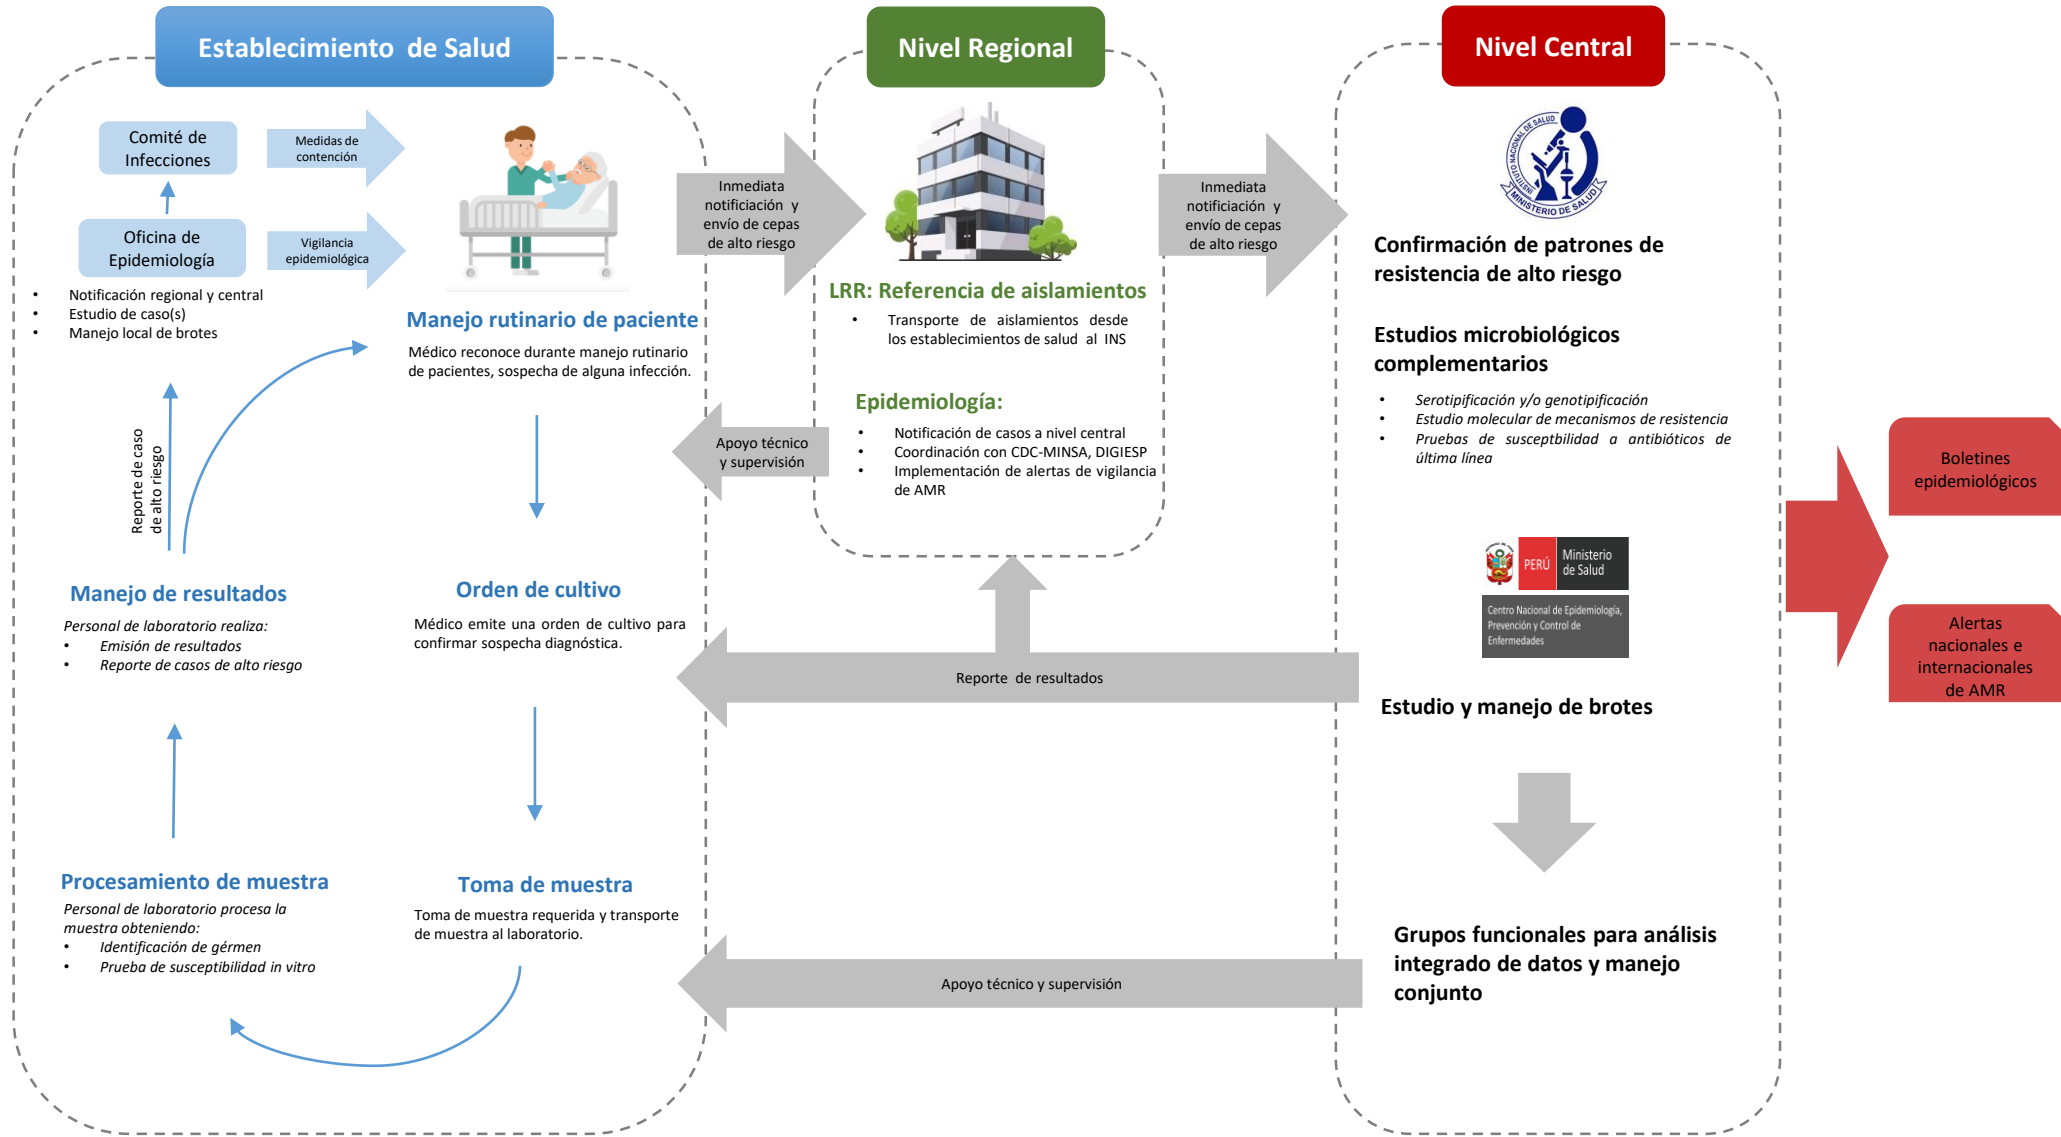 Establecimiento de Salud
Comité de
Infecciones
Medidas de
contención
Oficina de
Epidemiología
Vigilancia
epidemiológica
• Notificación regional y central
• Estudio de caso(s)
• Manejo local de brotes
Manejo rutinario de paciente
Médico reconoce durante manejo rutinario
de pacientes, sospecha de alguna infección.
Reporte de caso
de alto riesgo
Manejo de resultados
Personal de laboratorio realiza:
• Emisión de resultados
• Reporte de casos de alto riesgo
Orden de cultivo
Médico emite una orden de cultivo para
confirmar sospecha diagnóstica.
Procesamiento de muestra
Personal de laboratorio procesa la
muestra obteniendo:
• Identificación de gérmen
• Prueba de susceptibilidad in vitro
Toma de muestra
Toma de muestra requerida y transporte
de muestra al laboratorio.
Inmediata
notificiación y
envío de cepas
de alto riesgo
Apoyo técnico
y supervisión
Nivel Regional
LRR: Referencia de aislamientos
• Transporte de aislamientos desde
los establecimientos de salud al INS
Epidemiología:
• Notificación de casos a nivel central
• Coordinación con CDC-MINSA, DIGIESP
• Implementación de alertas de vigilancia
de AMR
Inmediata
notificiación y
envío de cepas
de alto riesgo
Reporte de resultados
Apoyo técnico y supervisión
Nivel Central
INSTITUTO NACIONAL DE SALUD
MINISTERIO DE SALUD
Confirmación de patrones de
resistencia de alto riesgo
Estudios microbiológicos
complementarios
• Serotipificación y/o genotipificación
• Estudio molecular de mecanismos de resistencia
• Pruebas de susceptbilidad a antibióticos de
última línea
PERÚ
Ministerio
de Salud
Centro Nacional de Epidemiología,
Prevención y Control de
Enfermedades
Estudio y manejo de brotes
Grupos funcionales para análisis
integrado de datos y manejo
conjunto
Boletines
epidemiológicos
Alertas
nacionales e
internacionales
de AMR